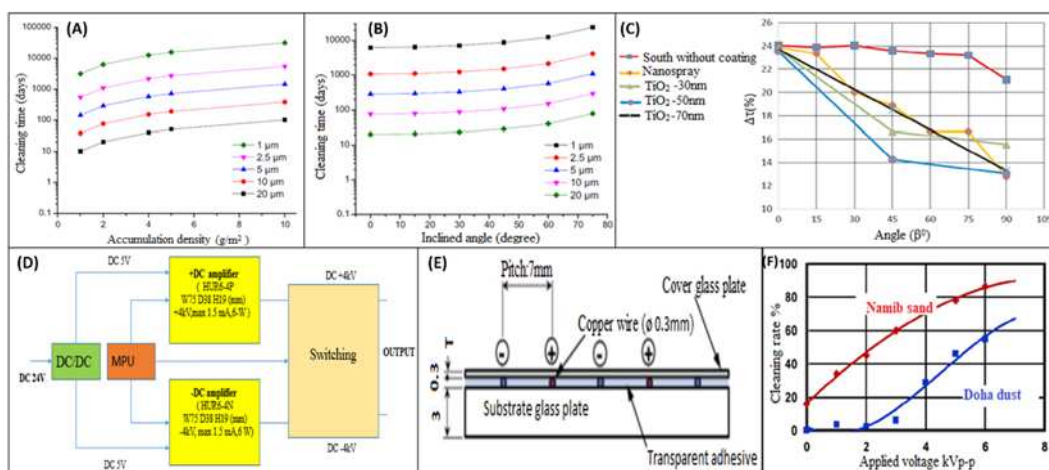 (A)
Cleaning time (days)
100000
10000
1000
100
10
1
0.1
0
2
4
6
8
10
1 µm
2.5 µm
5 µm
10 µm
20 µm
Accumulation density (g/m²)
(B)
Cleaning time (days)
10000
1000
100
10
1
0.1
0
10
20
30
40
50
60
70
80
1 µm
2.5 µm
5 µm
10 µm
20 µm
Inclined angle (degree)
(C)
South without coating
Nanospray
TiO₂ -30nm
TiO₂ -50nm
TiO₂ -70nm
Δτ(%)
26
24
22
20
18
16
14
12
0
15
30
45
60
75
90
105
Angle (β⁰)
(D)
DC 5V
+DC amplifier
( HUR6-4P
W75 D38 H19 (mm)
+4kV,max 1.5 mA,6-W)
DC +4kV
DC/DC
MPU
Switching
OUTPUT
DC 24V
-DC amplifier
( HUR6-4N
W75 D38 H19 (mm)
-4kV, max 1.5 mA,6 W)
DC 5V
DC -4kV
(E)
Pitch:7mm
Cover glass plate
Copper wire (ø 0.3mm)
- + - +
T
0.3
3
Substrate glass plate
Transparent adhesive
(F)
Cleaning rate %
100
80
60
40
20
0
Namib sand
Doha dust
0
2
4
6
8
Applied voltage kVp-p